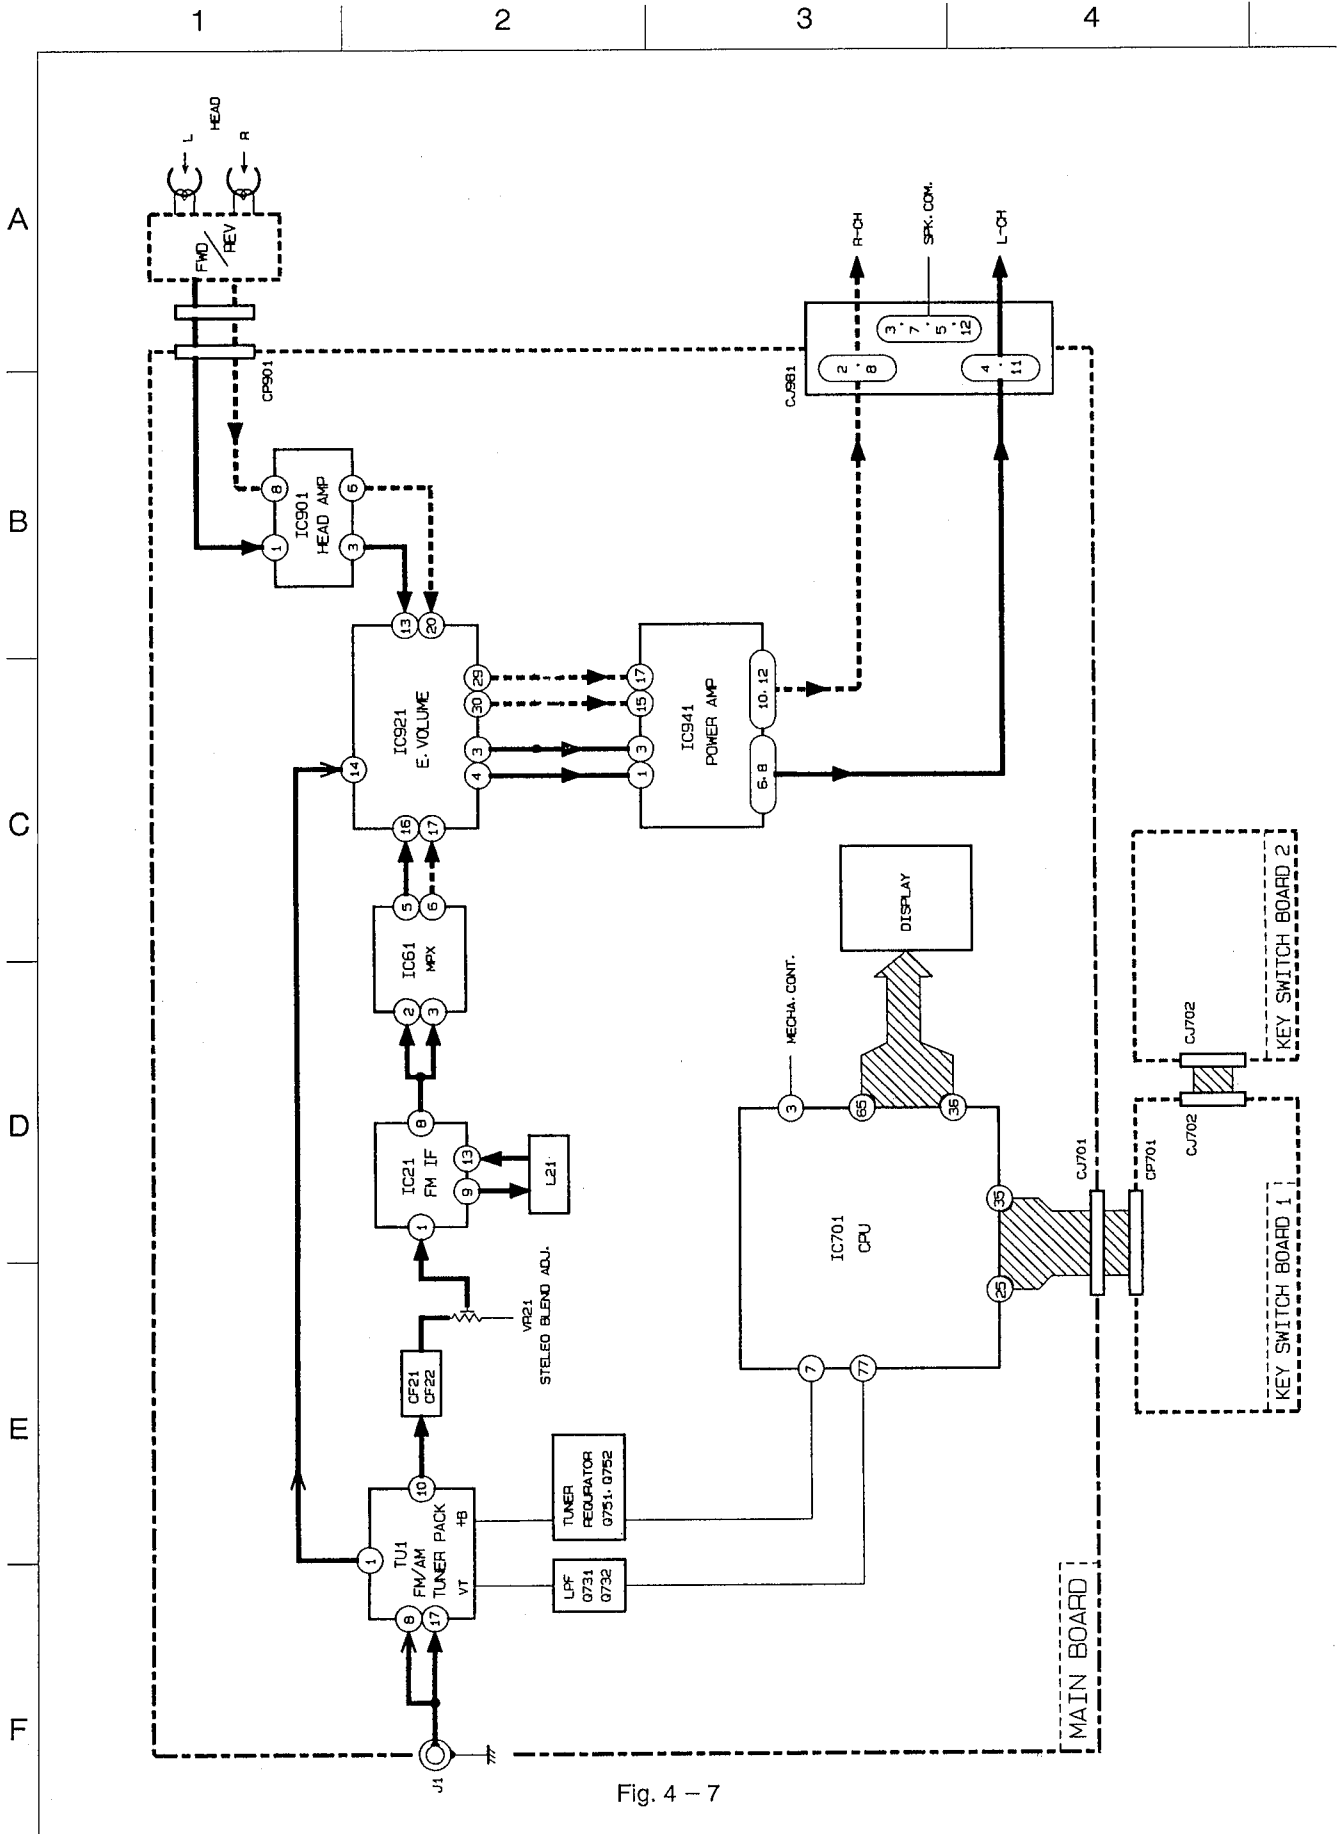 1 2 3 4
A
B
C
D
E
F
L
HEAD
R
FWD
/
REV
CP901
8 6
IC901
HEAD AMP
1 3
13 20
14
IC921
E. VOLUME
29
30
3
4
16 17
17
15
3
1
IC941
POWER AMP
10. 12
6. 8
CJ981
2 . 8
3 . 7 . 5 . 12
4 . 11
R-CH
SPK. COM.
L-CH
5 6
IC61
MPX
2 3
8
IC21
FM IF
13
9
1
L21
VR21
STELEO BLEND ADJ.
CF21
CF22
10
1
TU1
FM/AM
TUNER PACK
+B
VT
8 17
J1
TUNER
REGURATOR
Q751. Q752
LPF
Q731
Q732
DISPLAY
MECHA. CONT.
3
65
36
IC701
CPU
35
25
7
77
CJ701
CP701
CJ702
CJ702
KEY SWITCH BOARD 2
KEY SWITCH BOARD 1
MAIN BOARD
Fig. 4 – 7